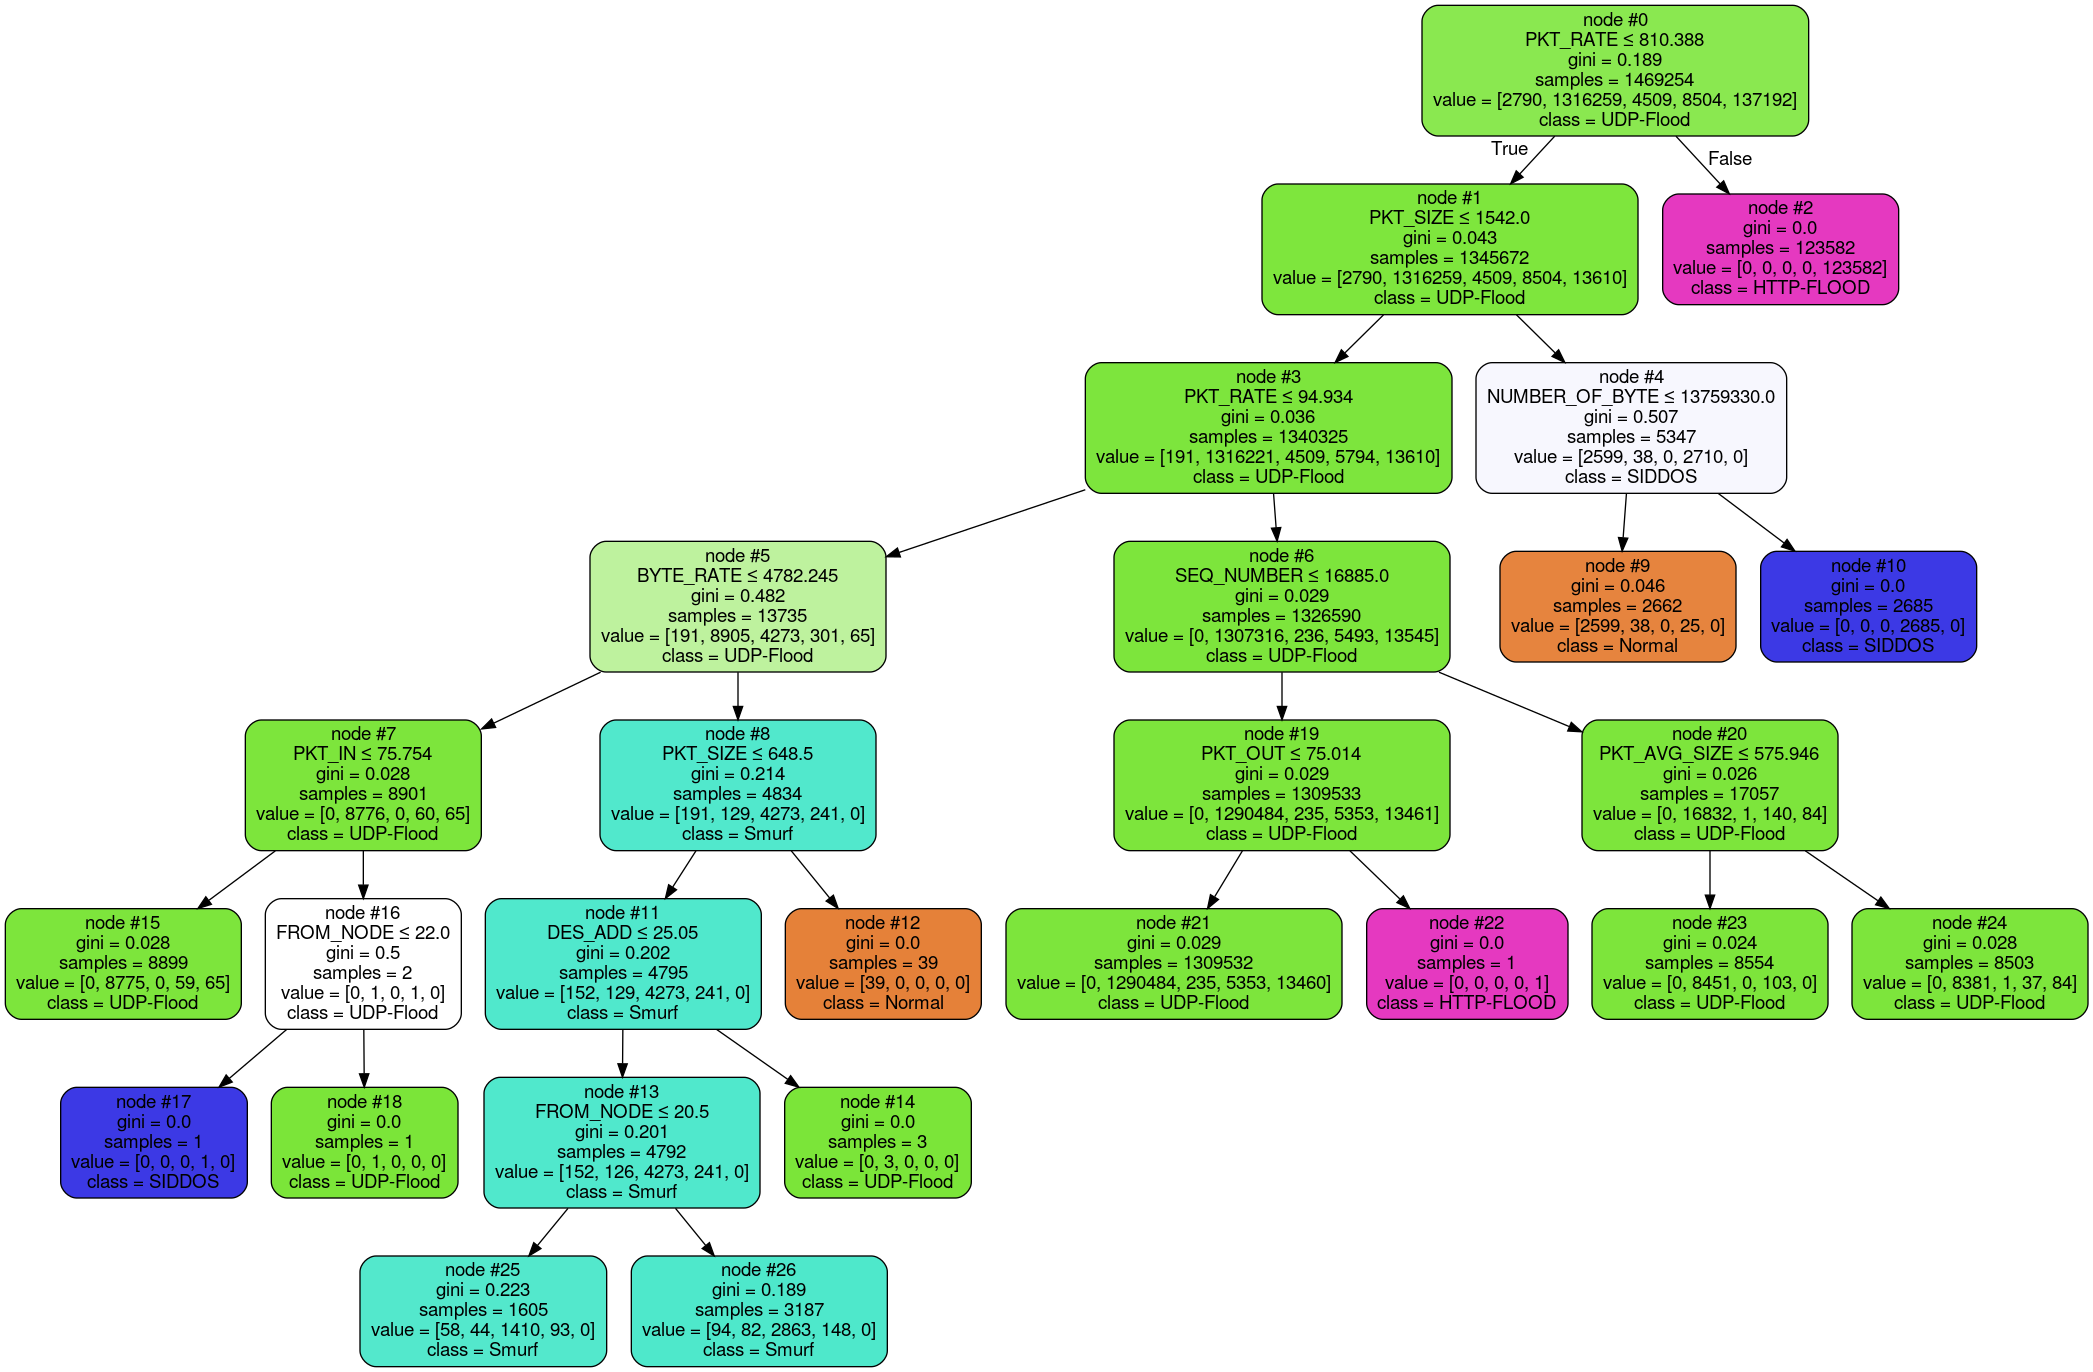 node #0
PKT_RATE ≤ 810.388
gini = 0.189
samples = 1469254
value = [2790, 1316259, 4509, 8504, 137192]
class = UDP-Flood
True
False
node #1
PKT_SIZE ≤ 1542.0
gini = 0.043
samples = 1345672
value = [2790, 1316259, 4509, 8504, 13610]
class = UDP-Flood
node #2
gini = 0.0
samples = 123582
value = [0, 0, 0, 0, 123582]
class = HTTP-FLOOD
node #3
PKT_RATE ≤ 94.934
gini = 0.036
samples = 1340325
value = [191, 1316221, 4509, 5794, 13610]
class = UDP-Flood
node #4
NUMBER_OF_BYTE ≤ 13759330.0
gini = 0.507
samples = 5347
value = [2599, 38, 0, 2710, 0]
class = SIDDOS
node #5
BYTE_RATE ≤ 4782.245
gini = 0.482
samples = 13735
value = [191, 8905, 4273, 301, 65]
class = UDP-Flood
node #6
SEQ_NUMBER ≤ 16885.0
gini = 0.029
samples = 1326590
value = [0, 1307316, 236, 5493, 13545]
class = UDP-Flood
node #9
gini = 0.046
samples = 2662
value = [2599, 38, 0, 25, 0]
class = Normal
node #10
gini = 0.0
samples = 2685
value = [0, 0, 0, 2685, 0]
class = SIDDOS
node #7
PKT_IN ≤ 75.754
gini = 0.028
samples = 8901
value = [0, 8776, 0, 60, 65]
class = UDP-Flood
node #8
PKT_SIZE ≤ 648.5
gini = 0.214
samples = 4834
value = [191, 129, 4273, 241, 0]
class = Smurf
node #19
PKT_OUT ≤ 75.014
gini = 0.029
samples = 1309533
value = [0, 1290484, 235, 5353, 13461]
class = UDP-Flood
node #20
PKT_AVG_SIZE ≤ 575.946
gini = 0.026
samples = 17057
value = [0, 16832, 1, 140, 84]
class = UDP-Flood
node #15
gini = 0.028
samples = 8899
value = [0, 8775, 0, 59, 65]
class = UDP-Flood
node #16
FROM_NODE ≤ 22.0
gini = 0.5
samples = 2
value = [0, 1, 0, 1, 0]
class = UDP-Flood
node #11
DES_ADD ≤ 25.05
gini = 0.202
samples = 4795
value = [152, 129, 4273, 241, 0]
class = Smurf
node #12
gini = 0.0
samples = 39
value = [39, 0, 0, 0, 0]
class = Normal
node #21
gini = 0.029
samples = 1309532
value = [0, 1290484, 235, 5353, 13460]
class = UDP-Flood
node #22
gini = 0.0
samples = 1
value = [0, 0, 0, 0, 1]
class = HTTP-FLOOD
node #23
gini = 0.024
samples = 8554
value = [0, 8451, 0, 103, 0]
class = UDP-Flood
node #24
gini = 0.028
samples = 8503
value = [0, 8381, 1, 37, 84]
class = UDP-Flood
node #17
gini = 0.0
samples = 1
value = [0, 0, 0, 1, 0]
class = SIDDOS
node #18
gini = 0.0
samples = 1
value = [0, 1, 0, 0, 0]
class = UDP-Flood
node #13
FROM_NODE ≤ 20.5
gini = 0.201
samples = 4792
value = [152, 126, 4273, 241, 0]
class = Smurf
node #14
gini = 0.0
samples = 3
value = [0, 3, 0, 0, 0]
class = UDP-Flood
node #25
gini = 0.223
samples = 1605
value = [58, 44, 1410, 93, 0]
class = Smurf
node #26
gini = 0.189
samples = 3187
value = [94, 82, 2863, 148, 0]
class = Smurf